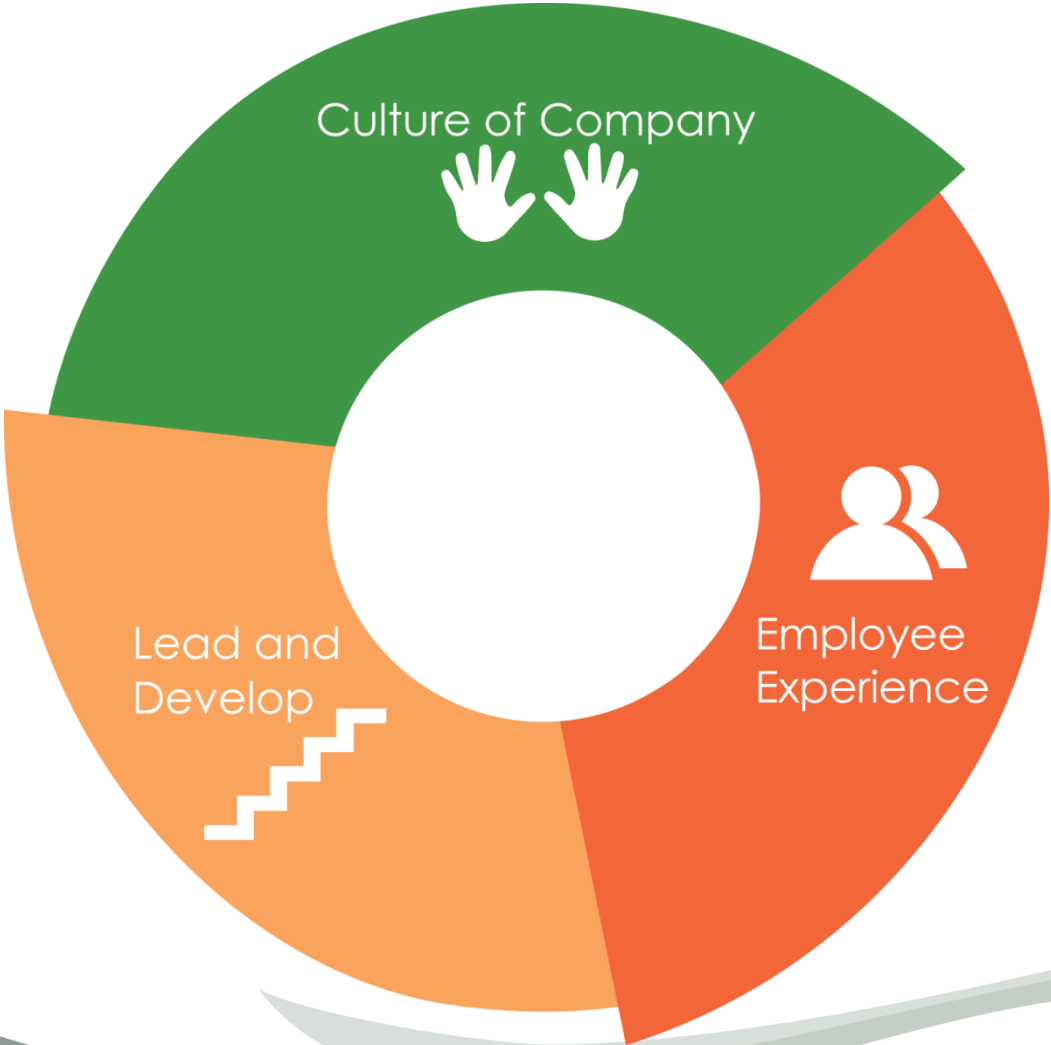 Culture of Company
Employee
Experience
Lead and
Develop